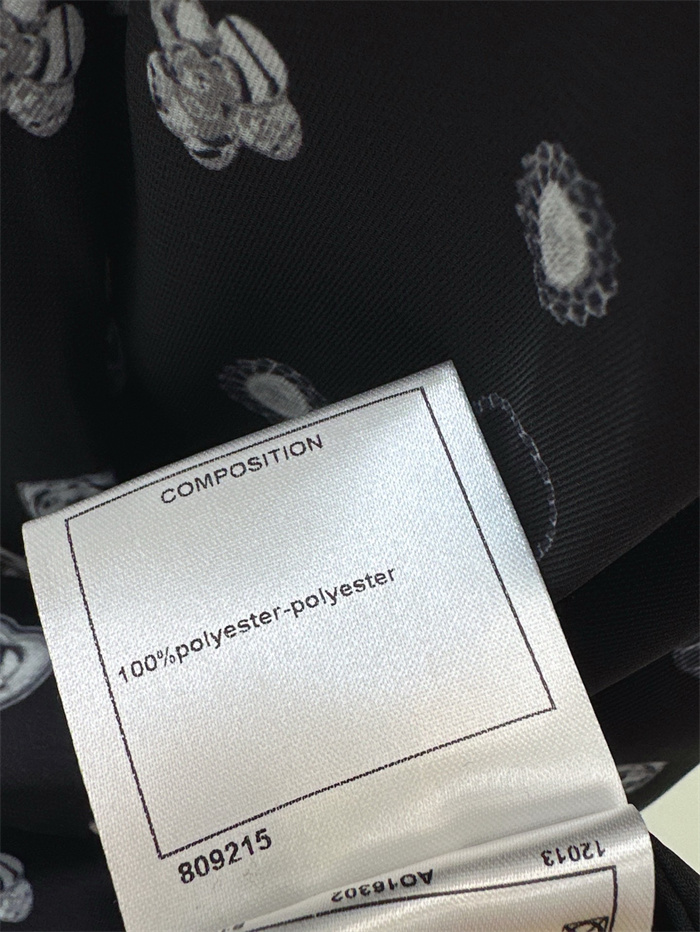 COMPOSITION
100%polyester-polyester
809215
12013
AO16302